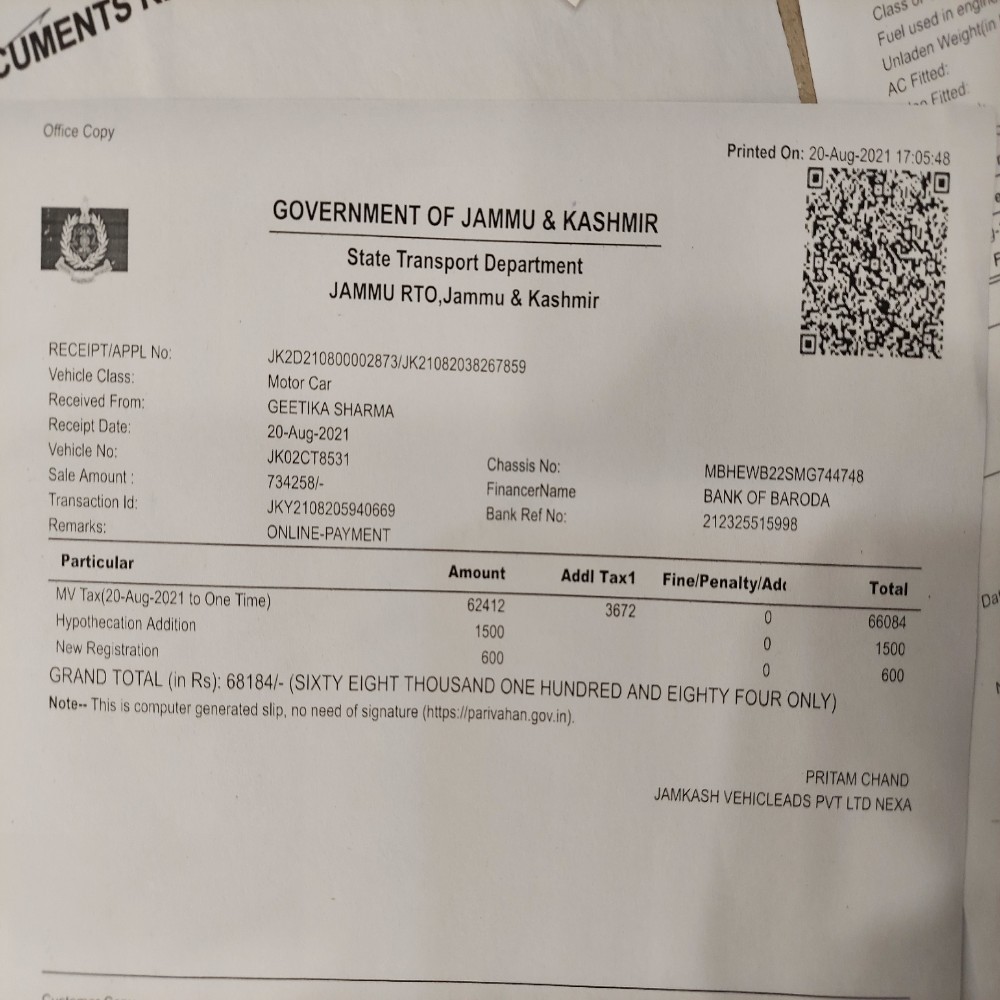 CUMENTS
Class
Fuel used in engin
Unladen Weight(in
AC Fitted:
Fitted:
Office Copy
Printed On: 20-Aug-2021 17:05:48
GOVERNMENT OF JAMMU & KASHMIR
State Transport Department
JAMMU RTO,Jammu & Kashmir
RECEIPT/APPL No: JK2D210800002873/JK21082038267859
Vehicle Class: Motor Car
Received From: GEETIKA SHARMA
Receipt Date: 20-Aug-2021
Vehicle No: JK02CT8531 Chassis No: MBHEWB22SMG744748
Sale Amount : 734258/- FinancerName BANK OF BARODA
Transaction Id: JKY2108205940669 Bank Ref No: 212325515998
Remarks: ONLINE-PAYMENT
Particular Amount Addl Tax1 Fine/Penalty/Add Total
MV Tax(20-Aug-2021 to One Time) 62412 3672 0 66084
Hypothecation Addition 1500 0 1500
New Registration 600 0 600
GRAND TOTAL (in Rs): 68184/- (SIXTY EIGHT THOUSAND ONE HUNDRED AND EIGHTY FOUR ONLY)
Note-- This is computer generated slip, no need of signature (https://parivahan.gov.in).
PRITAM CHAND
JAMKASH VEHICLEADS PVT LTD NEXA